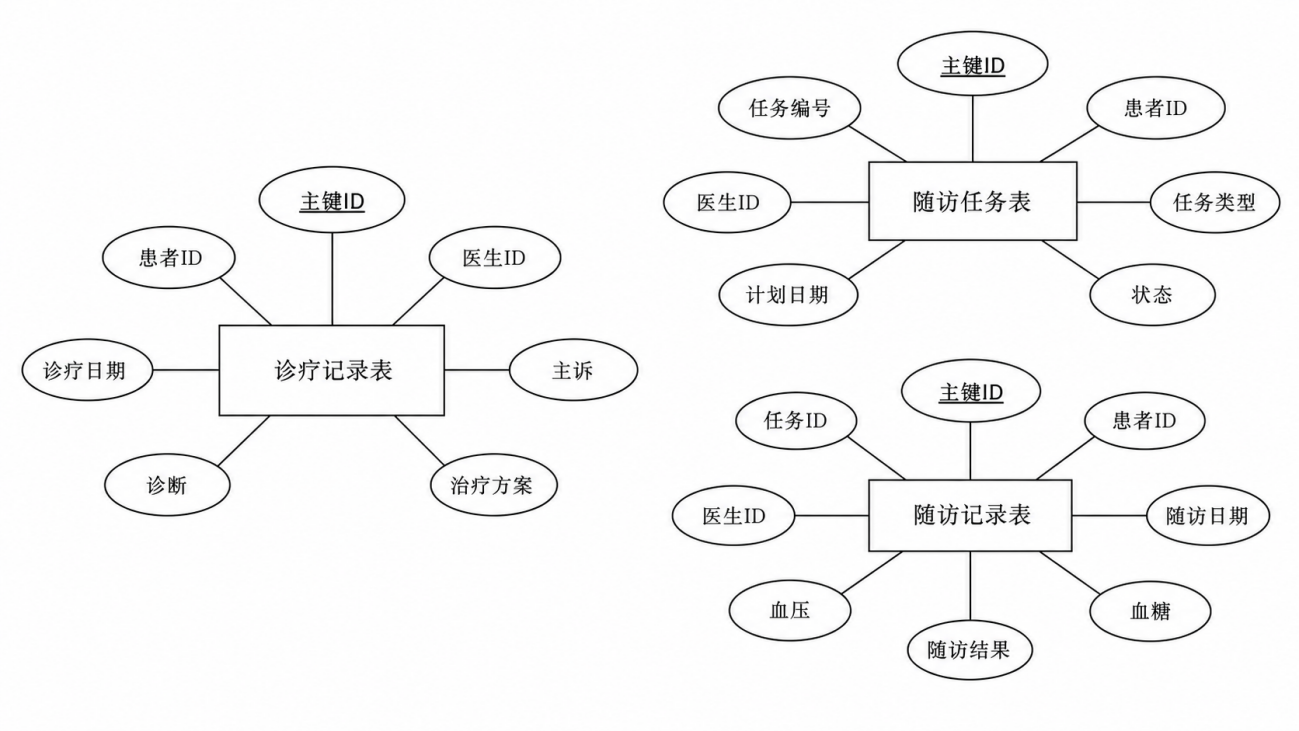 主键ID
患者ID
医生ID
诊疗日期
诊疗记录表
主诉
诊断
治疗方案
主键ID
任务编号
患者ID
医生ID
随访任务表
任务类型
计划日期
状态
主键ID
任务ID
患者ID
医生ID
随访记录表
随访日期
血压
血糖
随访结果